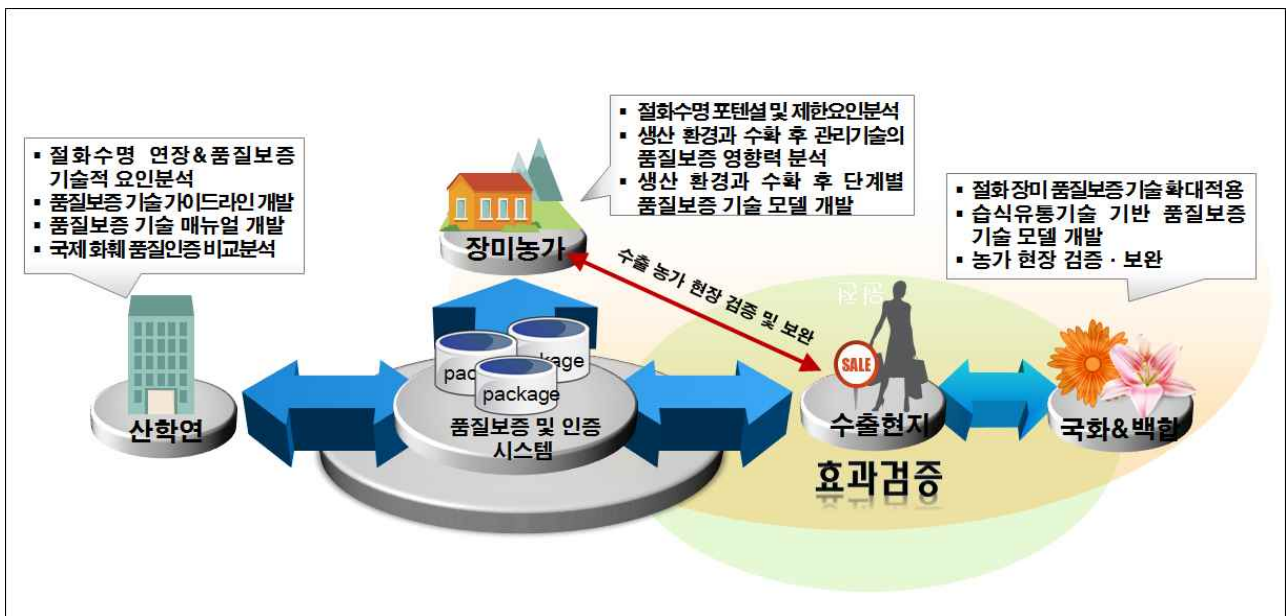 ▪ 절화수명 연장&품질보증
기술적 요인분석
▪ 품질보증 기술 가이드라인 개발
▪ 품질보증 기술 매뉴얼 개발
▪ 국제 화훼 품질인증 비교분석
▪ 절화수명 포텐셜 및 제한요인분석
▪ 생산 환경과 수확 후 관리기술의
품질보증 영향력 분석
▪ 생산 환경과 수확 후 단계별
품질보증 기술 모델 개발
▪ 절화 장미 품질보증 기술 확대적용
▪ 습식유통기술 기반 품질보증
기술 모델 개발
▪ 농가 현장 검증 · 보완
장미농가
수출 농가 현장 검증 및 보완
SALE
package
산학연
품질보증 및 인증
시스템
수출현지
국화&백합
효과검증